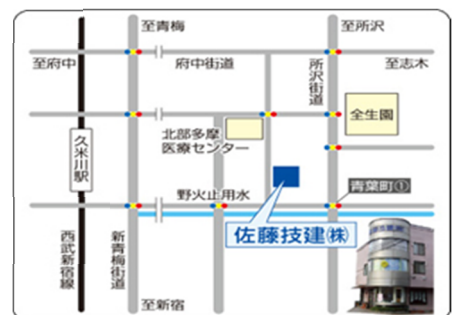 至青梅
至所沢
至府中
府中街道
所沢街道
至志木
全生園
北部多摩
医療センター
久米川駅
野火止用水
青葉町①
佐藤技建㈱
西武新宿線
新青梅街道
至新宿